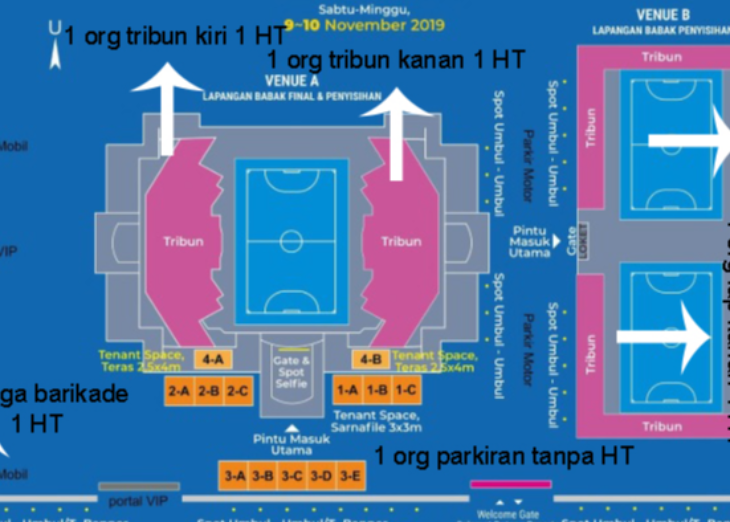 Sabtu-Minggu,
9-10 November 2019
U
1 org tribun kiri 1 HT
1 org tribun kanan 1 HT
VENUE A
LAPANGAN BABAK FINAL & PENYISIHAN
VENUE B
LAPANGAN BABAK PENYISIHAN
Tribun
Tribun
Spot Umbul - Umbul
Parkir Motor
Spot Umbul - Umbul
Mobil
VIP
Tribun
Tribun
Pintu
Masuk
Utama
Gate
LOKET
Spot Umbul - Umbul
Parkir Motor
Spot Umbul - Umbul
Tribun
Tribun
Tenant Space,
Teras 2,5x4m
4-A
Gate &
Spot
Selfie
4-B
Tenant Space,
Teras 2,5x4m
2-A 2-B 2-C
1-A 1-B 1-C
Tenant Space,
Sarnafile 3x3m
ga barikade
1 HT
Pintu Masuk
Utama
1 org parkiran tanpa HT
3-A 3-B 3-C 3-D 3-E
Mobil
portal VIP
Welcome Gate